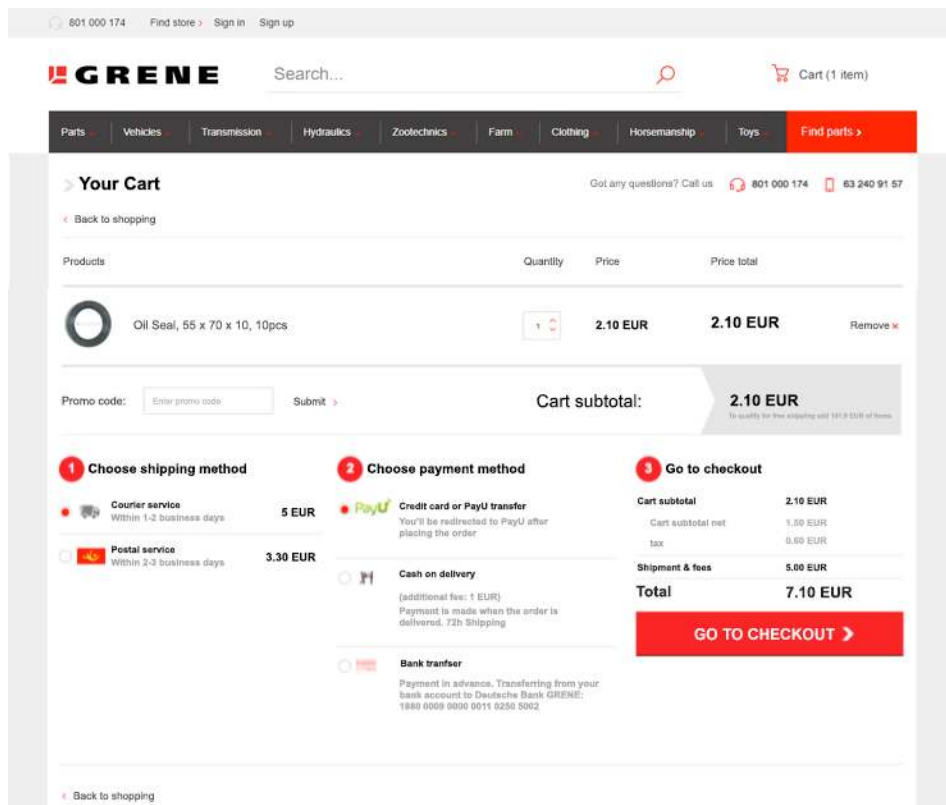 801 000 174 Find store > Sign in Sign up
GRENE Search... Cart (1 item)
Parts Vehicles Transmission Hydraulics Zootechnics Farm Clothing Horsemanship Toys Find parts >
Your Cart Got any questions? Call us 801 000 174 63 240 91 57
< Back to shopping
Products Quantity Price Price total
Oil Seal, 55 x 70 x 10, 10pcs 1 2.10 EUR 2.10 EUR Remove ×
Promo code: Enter promo code Submit > Cart subtotal: 2.10 EUR
To qualify for free shipping add EUR of items
1 Choose shipping method
Courier service
Within 1-2 business days
5 EUR
Postal service
Within 2-3 business days
3.30 EUR
2 Choose payment method
PayU Credit card or PayU transfer
You'll be redirected to PayU after
placing the order
Cash on delivery
(additional fee: 1 EUR)
Payment is made when the order is
delivered. 72h Shipping
Bank tranfser
Payment in advance. Transferring from your
bank account to Deutsche Bank GRENE:
1880 0009 0000 0011 0250 5002
3 Go to checkout
Cart subtotal 2.10 EUR
Cart subtotal net 1.50 EUR
tax 0.60 EUR
Shipment & fees 5.00 EUR
Total 7.10 EUR
GO TO CHECKOUT
< Back to shopping